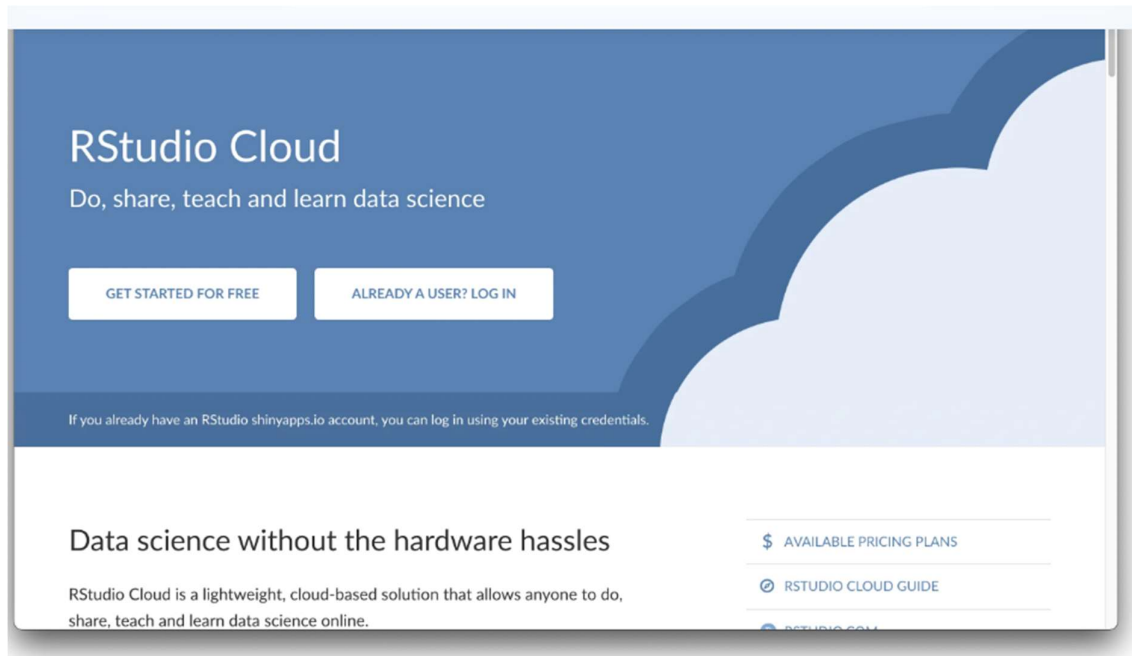 RStudio Cloud
Do, share, teach and learn data science
GET STARTED FOR FREE
ALREADY A USER? LOG IN
If you already have an RStudio shinyapps.io account, you can log in using your existing credentials.
Data science without the hardware hassles
RStudio Cloud is a lightweight, cloud-based solution that allows anyone to do,
share, teach and learn data science online.
$ AVAILABLE PRICING PLANS
RSTUDIO CLOUD GUIDE
RSTUDIO.COM